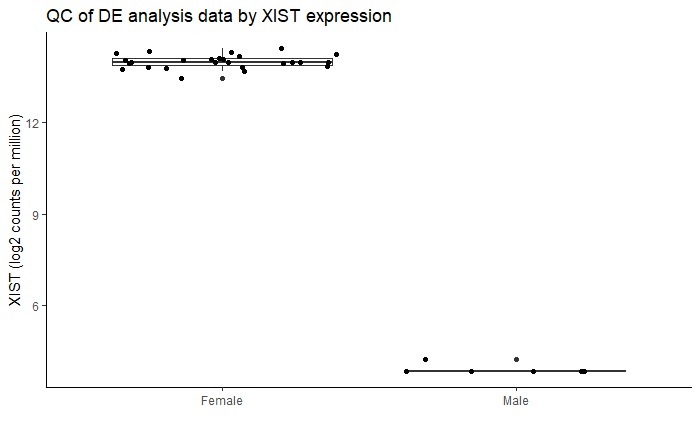 QC of DE analysis data by XIST expression
XIST (log2 counts per million)
12
9
6
Female
Male